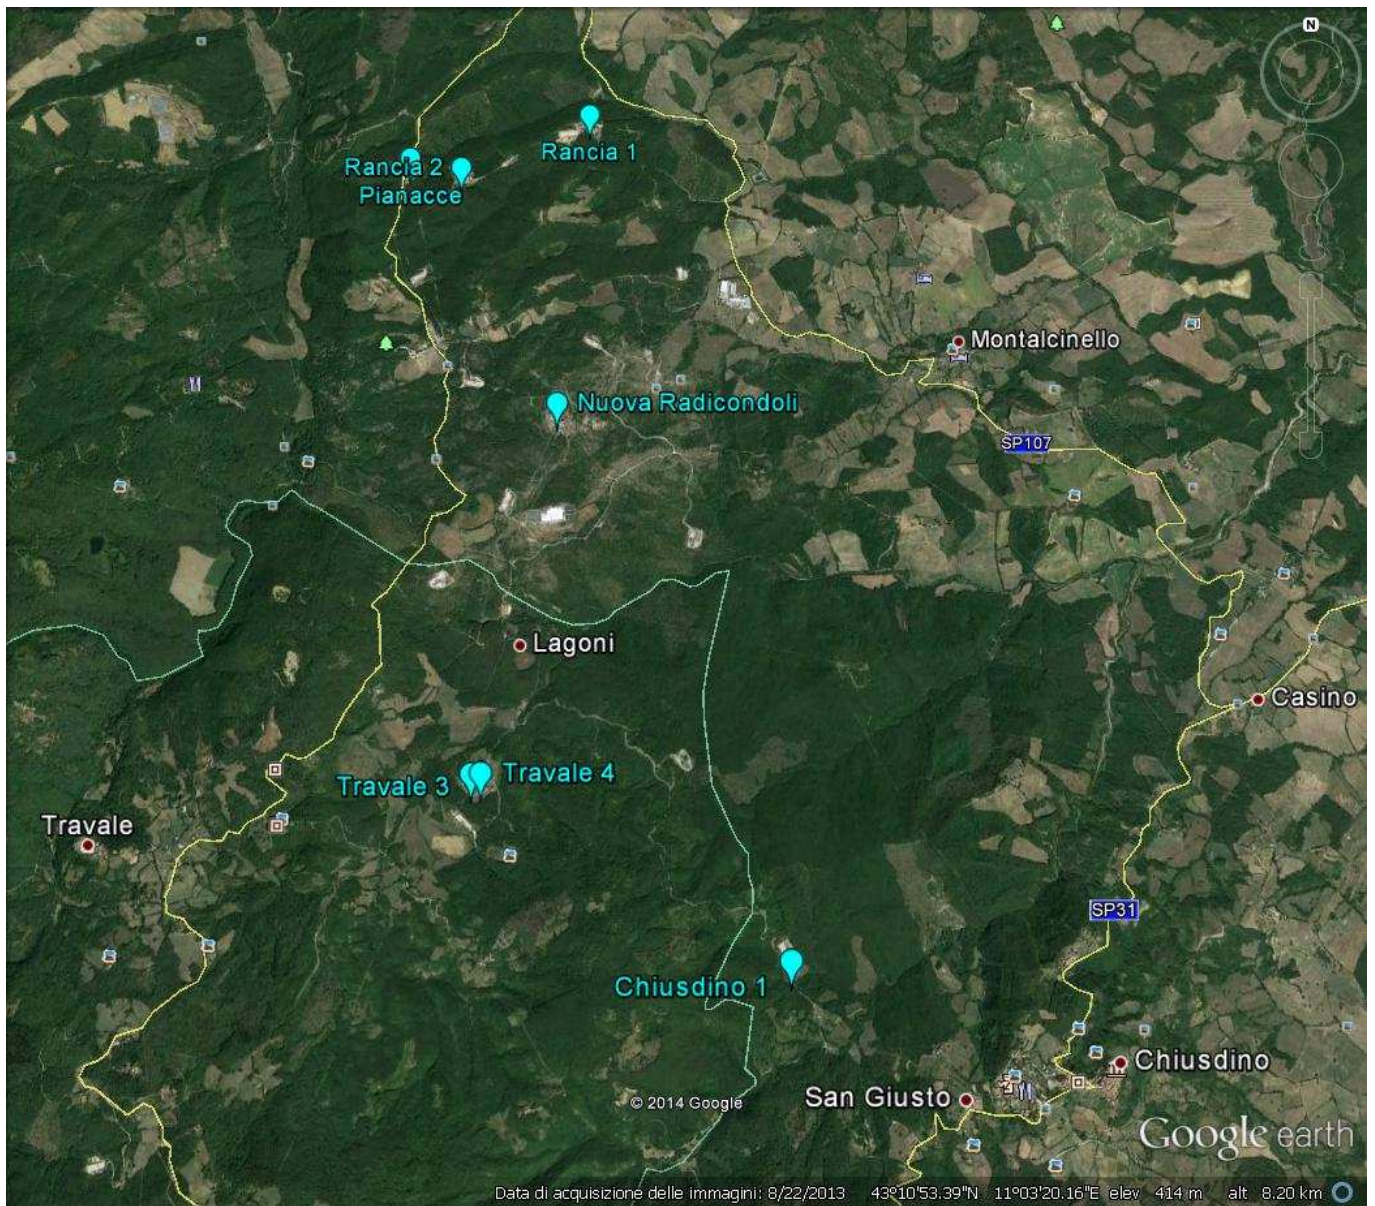 N
Rancia 1
Rancia 2
Pianacce
Montalcinello
Nuova Radicondoli
SP107
Lagoni
Casino
Travale 3
Travale 4
Travale
SP31
Chiusdino 1
Chiusdino
San Giusto
© 2014 Google
Google earth
Data di acquisizione delle immagini: 8/22/2013 43°10'53.39"N 11°03'20.16"E elev 414 m alt 8.20 km